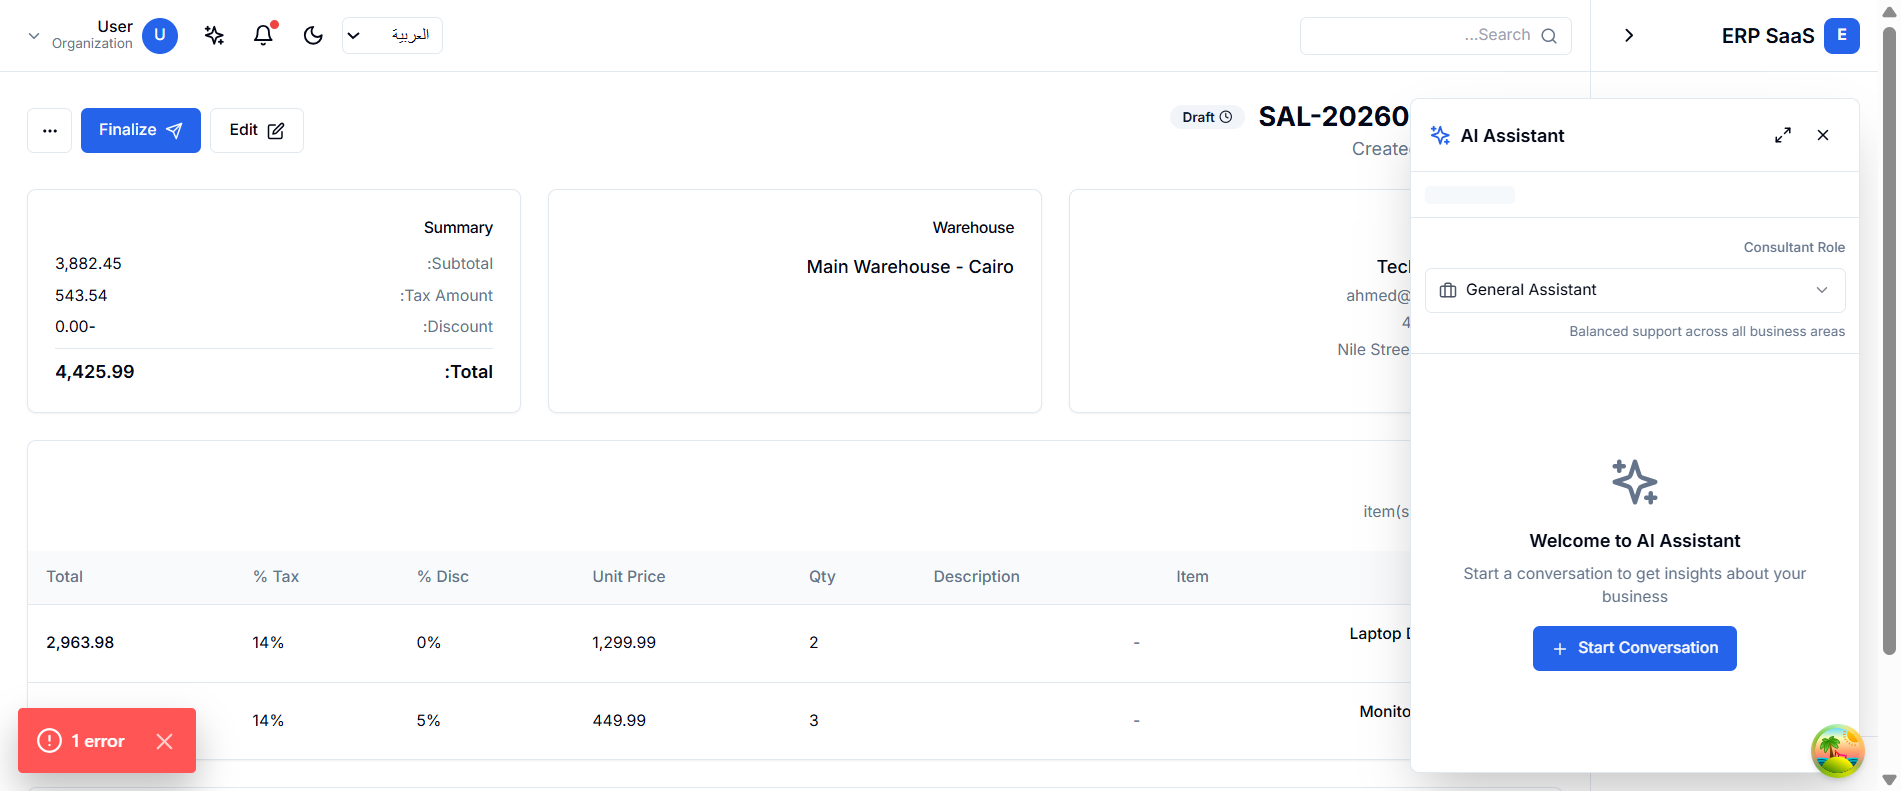 User
Organization
U
العربية
Search...
ERP SaaS
E
Finalize
Edit
Draft
SAL-20260
Create
Summary
Subtotal:
3,882.45
Tax Amount:
543.54
Discount:
-0.00
Total:
4,425.99
Warehouse
Main Warehouse - Cairo
Tecl
ahmed@
4
Nile Stree
item(s
Total
% Tax
% Disc
Unit Price
Qty
Description
Item
2,963.98
14%
0%
1,299.99
2
-
Laptop D
14%
5%
449.99
3
-
Monito
1 error
AI Assistant
Consultant Role
General Assistant
Balanced support across all business areas
Welcome to AI Assistant
Start a conversation to get insights about your
business
Start Conversation